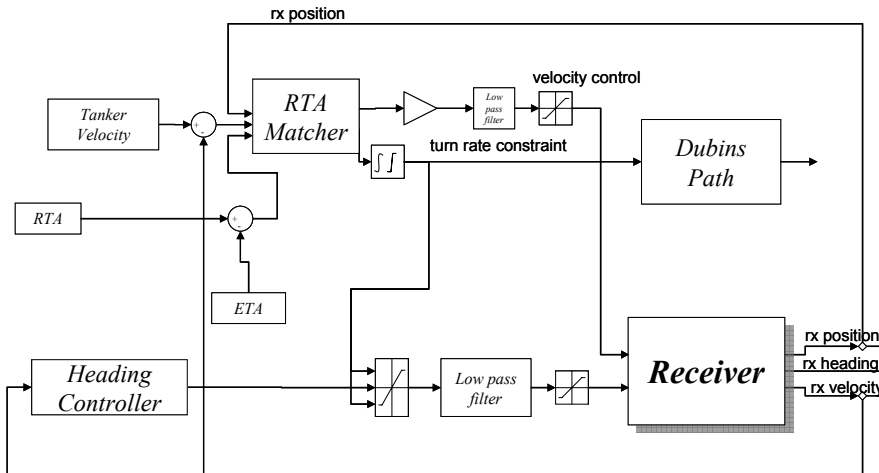 rx position
velocity control
Tanker
Velocity
+
-
RTA
Matcher
Low
pass
filter
turn rate constraint
Dubins
Path
RTA
+
-
ETA
rx position
rx heading
rx velocity
Heading
Controller
Low pass
filter
Receiver